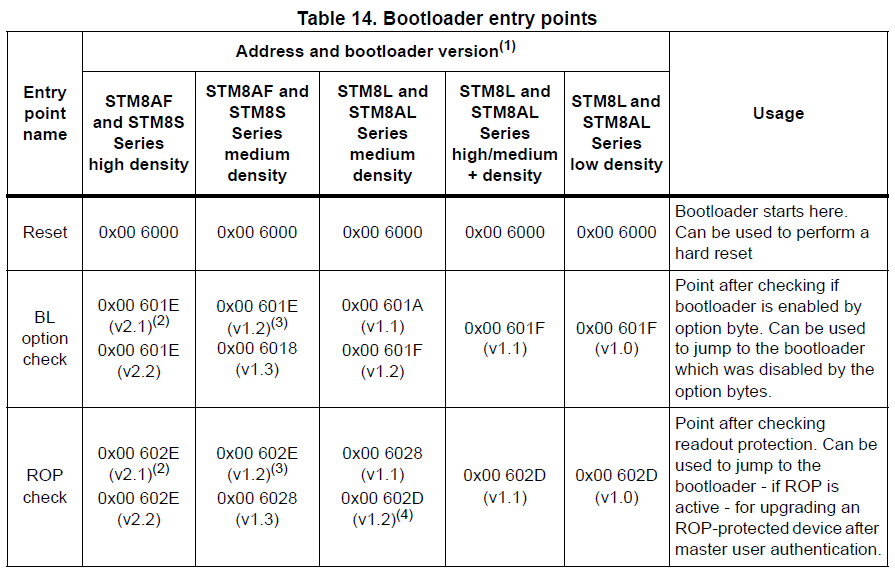 Table 14. Bootloader entry points
Entry
point
name
Address and bootloader version(1)
Usage
STM8AF
and STM8S
Series
high density
STM8AF and
STM8S
Series
medium
density
STM8L and
STM8AL
Series
medium
density
STM8L and
STM8AL
Series
high/medium
+ density
STM8L and
STM8AL
Series
low density
Reset
0x00 6000
0x00 6000
0x00 6000
0x00 6000
0x00 6000
Bootloader starts here.
Can be used to perform a
hard reset
BL
option
check
0x00 601E
(v2.1)(2)
0x00 601E
(v2.2)
0x00 601E
(v1.2)(3)
0x00 6018
(v1.3)
0x00 601A
(v1.1)
0x00 601F
(v1.2)
0x00 601F
(v1.1)
0x00 601F
(v1.0)
Point after checking if
bootloader is enabled by
option byte. Can be used
to jump to the bootloader
which was disabled by the
option bytes.
ROP
check
0x00 602E
(v2.1)(2)
0x00 602E
(v2.2)
0x00 602E
(v1.2)(3)
0x00 6028
(v1.3)
0x00 6028
(v1.1)
0x00 602D
(v1.2)(4)
0x00 602D
(v1.1)
0x00 602D
(v1.0)
Point after checking
readout protection. Can be
used to jump to the
bootloader - if ROP is
active - for upgrading an
ROP-protected device after
master user authentication.